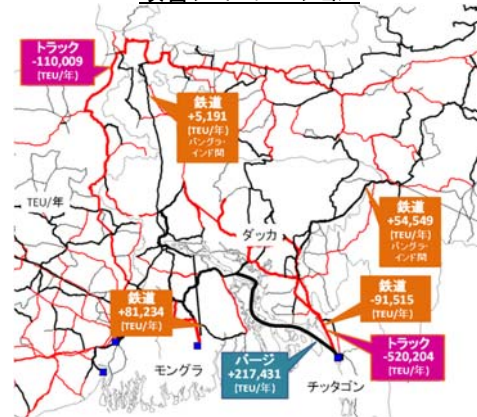 トラック
-110,009
(TEU/年)
鉄道
+5,191
(TEU/年)
バングラ-
インド間
TEU/年
ダッカ
鉄道
+54,549
(TEU/年)
バングラ-
インド間
鉄道
+81,234
(TEU/年)
鉄道
-91,515
(TEU/年)
トラック
-520,204
(TEU/年)
バージ
+217,431
(TEU/年)
モングラ
チッタゴン